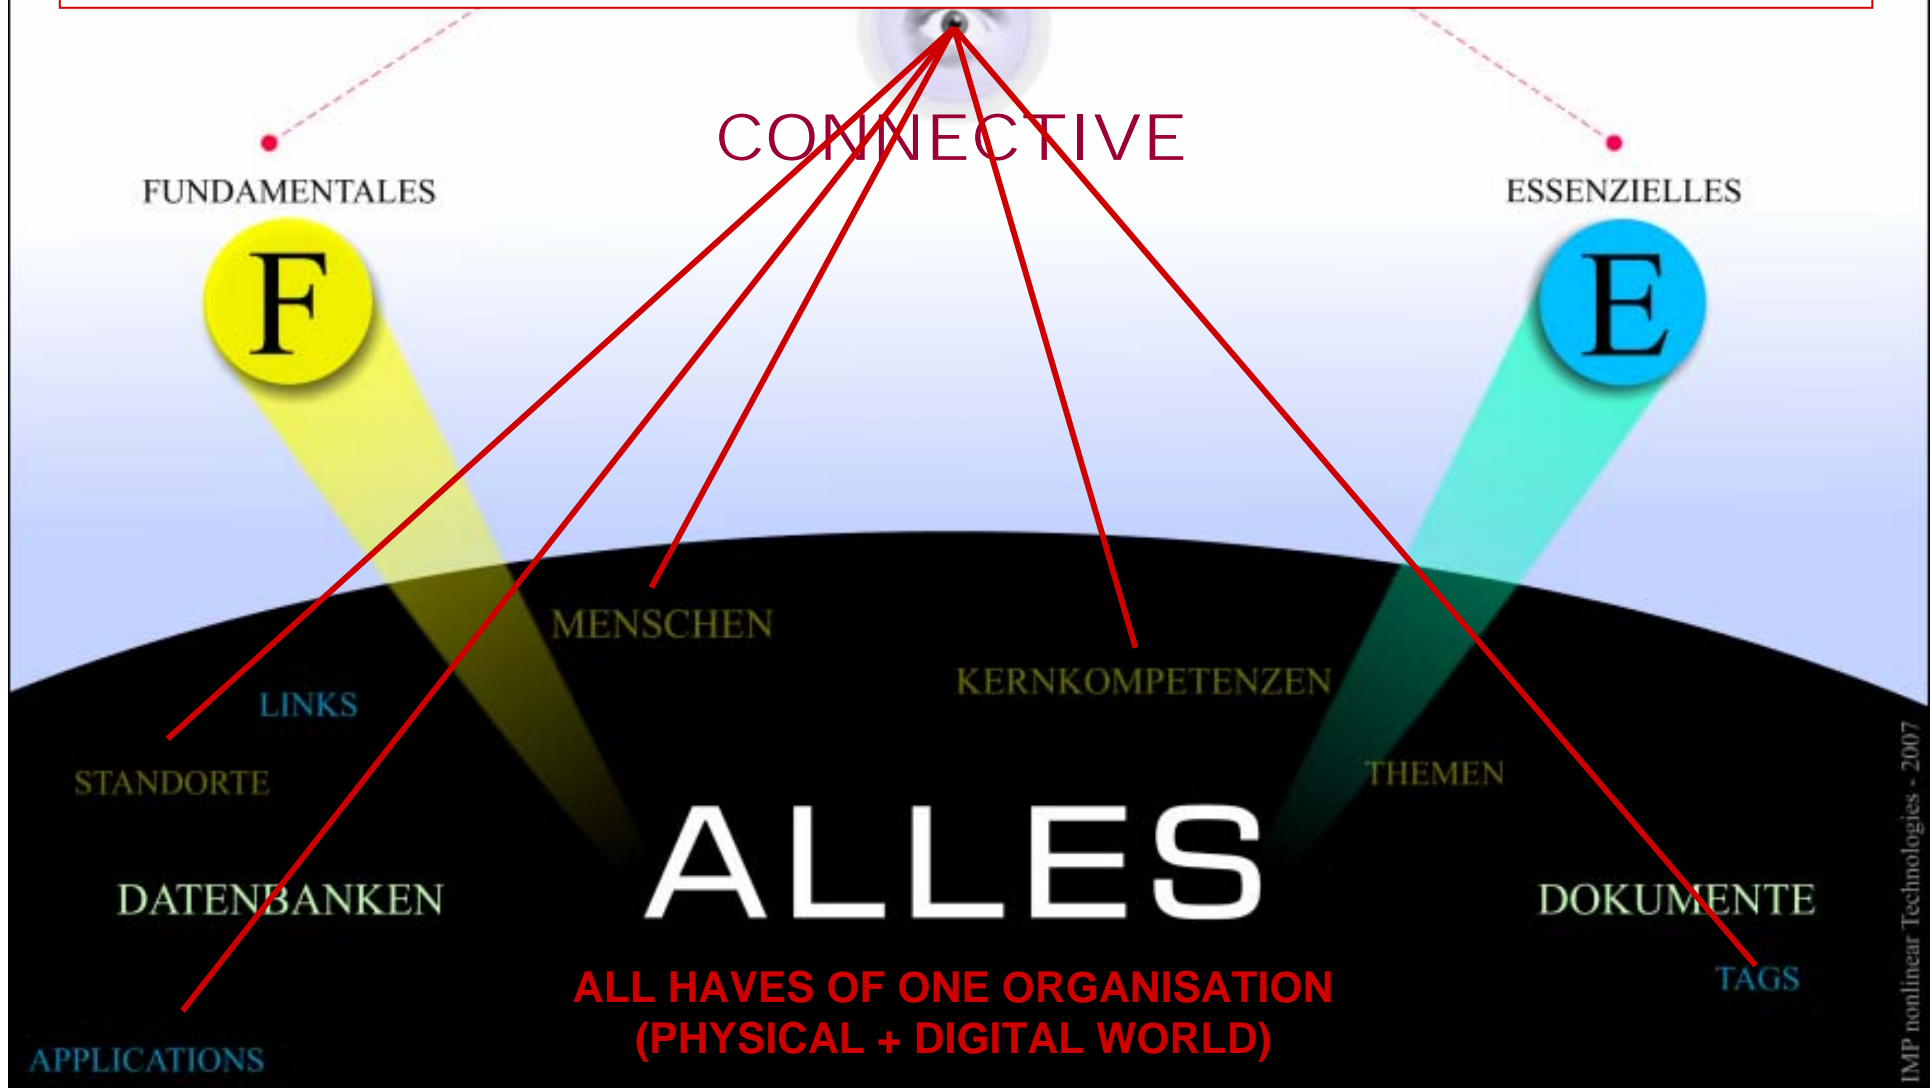 CONNECTIVE
FUNDAMENTALES
ESSENZIELLES
F
E
MENSCHEN
KERNKOMPETENZEN
LINKS
STANDORTE
THEMEN
ALLES
DATENBANKEN
DOKUMENTE
ALL HAVES OF ONE ORGANISATION
(PHYSICAL + DIGITAL WORLD)
TAGS
APPLICATIONS
IMP nonlinear Technologies - 2007